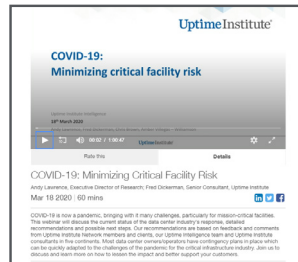 UptimeInstitute®
COVID-19:
Minimizing critical facility risk
Uptime Institute Intelligence
18th March 2020
00:02 / 1:00:47
UptimeInstitute
Rate this
Details
COVID-19: Minimizing Critical Facility Risk
Andy Lawrence, Executive Director of Research; Fred Dickerman, Senior Consultant, Uptime Institute
Mar 18 2020 | 60 mins
COVID-19 is now a pandemic, bringing with it many challenges, particularly for mission-critical facilities.
This webinar will discuss the current status of the data center industry's response, detailed
recommendations and possible next steps. Our recommendations are based on feedback and comments
from Uptime Institute Network members and clients, our Uptime Intelligence team and Uptime Institute
consultants in five continents. Most data center owners/operators have contingency plans in place which
can be quickly adapted to the challenges of the pandemic for the critical infrastructure industry. Join us to
discuss and learn more on how to lessen the impact and better support your customers.